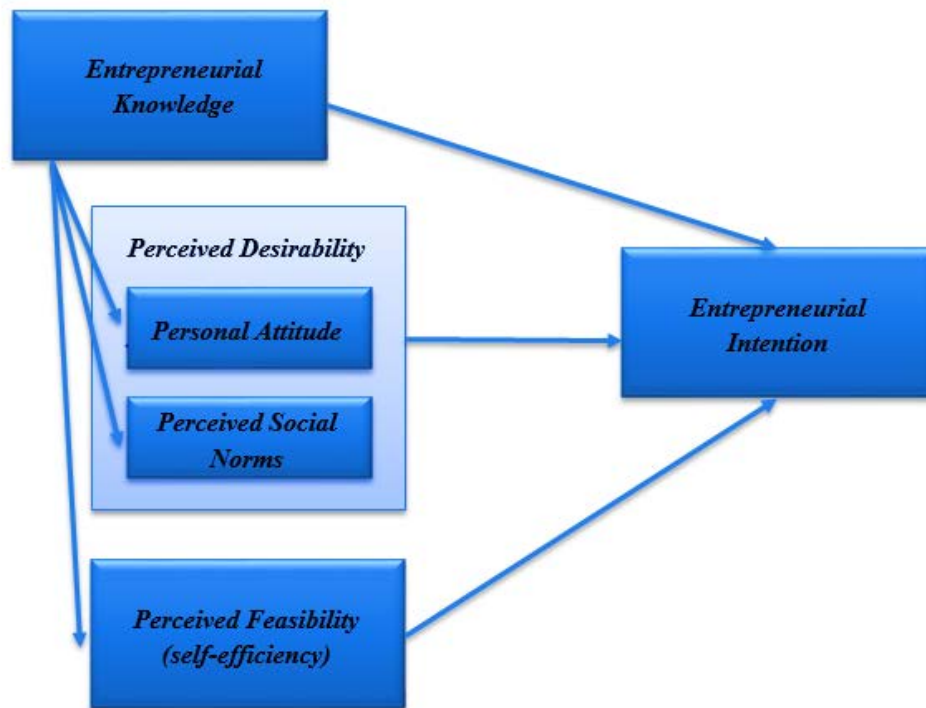 Entrepreneurial
Knowledge
Perceived Desirability
Personal Attitude
Perceived Social
Norms
Entrepreneurial
Intention
Perceived Feasibility
(self-efficiency)